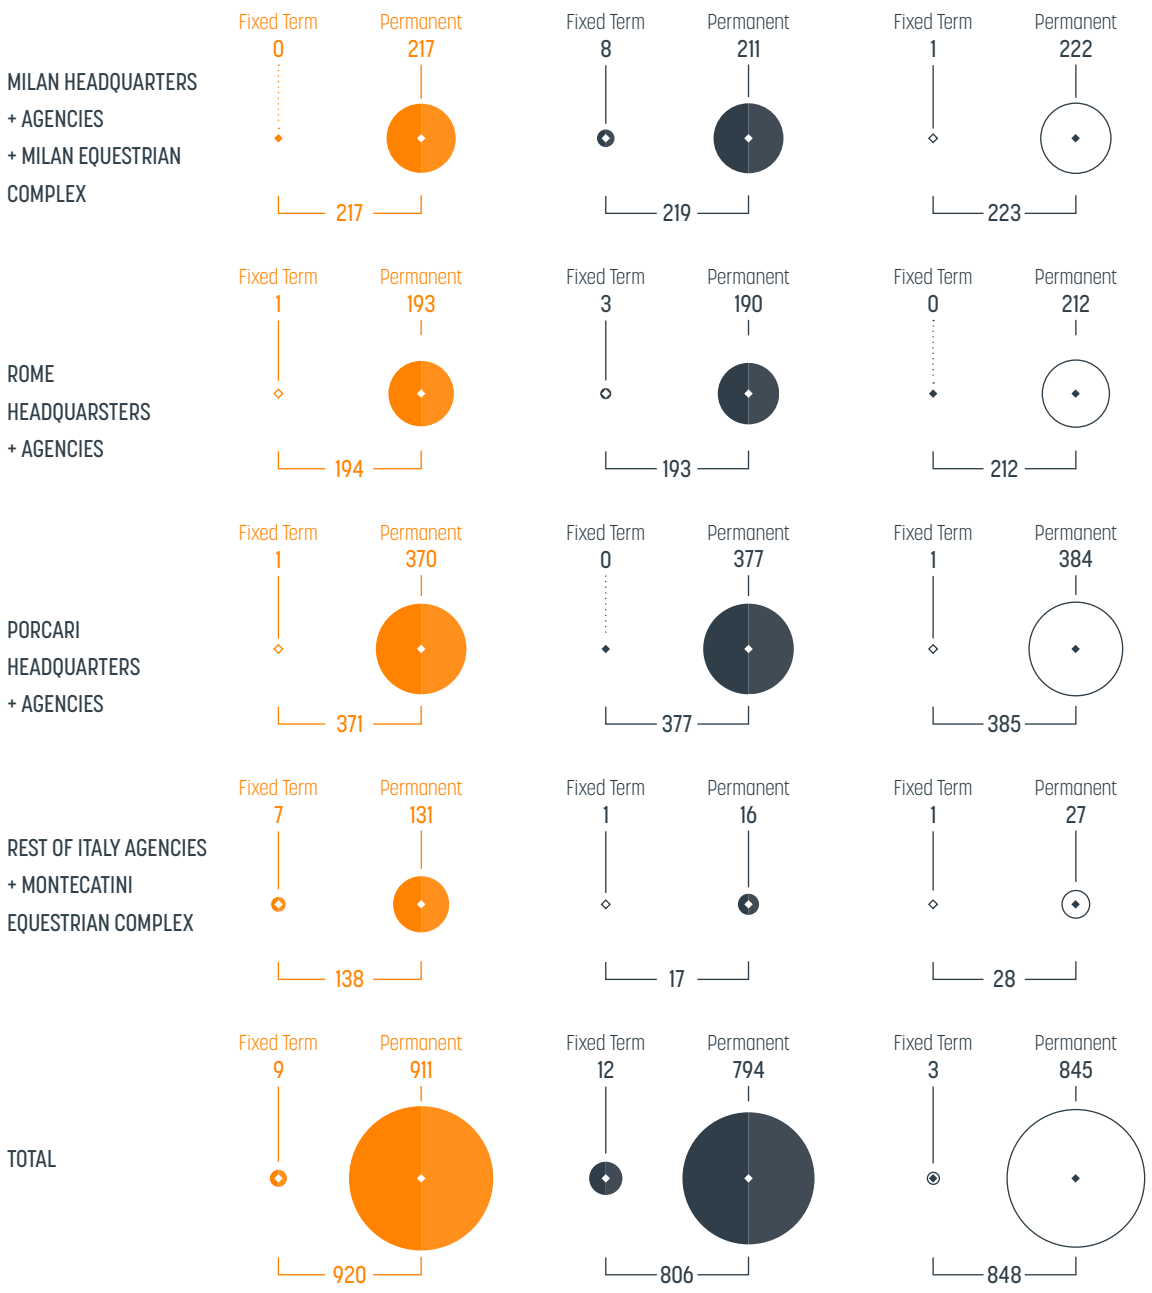 Fixed Term Permanent Fixed Term Permanent Fixed Term Permanent
0 217 8 211 1 222
MILAN HEADQUARTERS
+ AGENCIES
+ MILAN EQUESTRIAN
COMPLEX
217 219 223
Fixed Term Permanent Fixed Term Permanent Fixed Term Permanent
1 193 3 190 0 212
ROME
HEADQUARSTERS
+ AGENCIES
194 193 212
Fixed Term Permanent Fixed Term Permanent Fixed Term Permanent
1 370 0 377 1 384
PORCARI
HEADQUARTERS
+ AGENCIES
371 377 385
Fixed Term Permanent Fixed Term Permanent Fixed Term Permanent
7 131 1 16 1 27
REST OF ITALY AGENCIES
+ MONTECATINI
EQUESTRIAN COMPLEX
138 17 28
Fixed Term Permanent Fixed Term Permanent Fixed Term Permanent
9 911 12 794 3 845
TOTAL
920 806 848